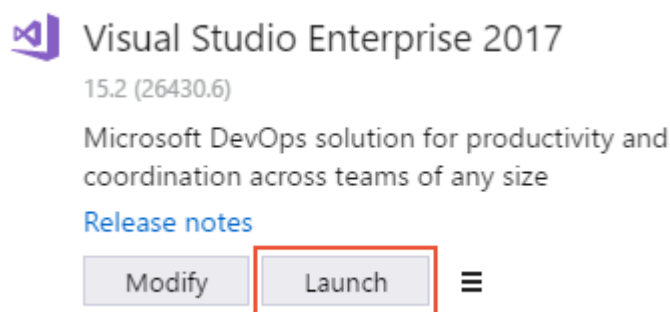 Visual Studio Enterprise 2017
15.2 (26430.6)
Microsoft DevOps solution for productivity and
coordination across teams of any size
Release notes
Modify Launch